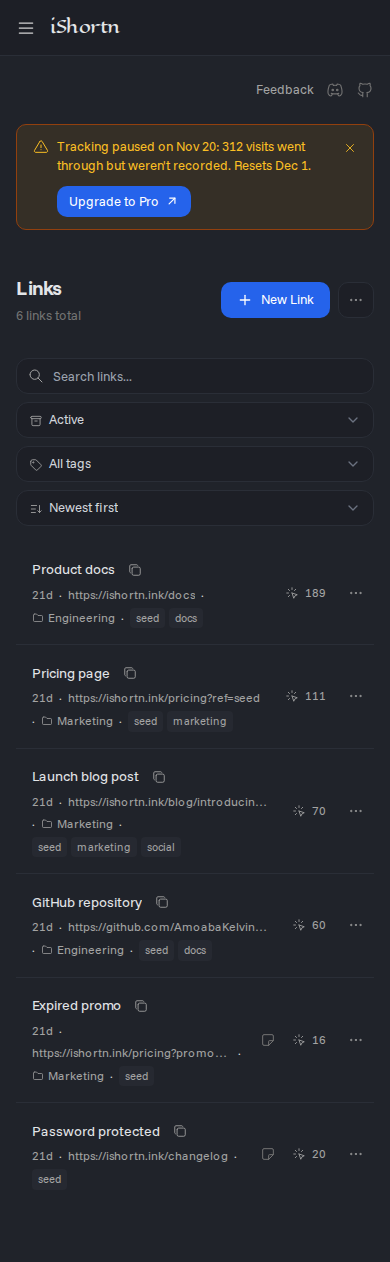 iShortn
Feedback
Tracking paused on Nov 20: 312 visits went
through but weren't recorded. Resets Dec 1.
Upgrade to Pro
Links
New Link
6 links total
Search links...
Active
All tags
Newest first
Product docs
21d · https://ishortn.ink/docs ·
189
Engineering · seed docs
Pricing page
21d · https://ishortn.ink/pricing?ref=seed
111
· Marketing · seed marketing
Launch blog post
21d · https://ishortn.ink/blog/introducin...
70
· Marketing ·
seed marketing social
GitHub repository
21d · https://github.com/AmoabaKelvin...
60
· Engineering · seed docs
Expired promo
21d ·
16
https://ishortn.ink/pricing?promo... ·
Marketing · seed
Password protected
21d · https://ishortn.ink/changelog ·
20
seed